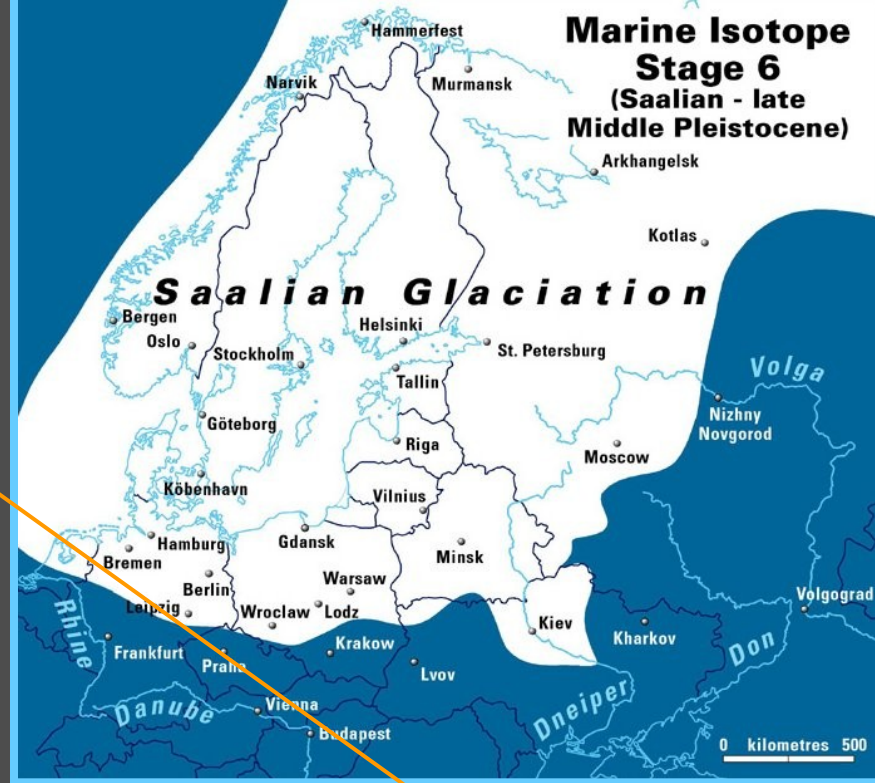 Marine Isotope
Stage 6
(Saalian - late
Middle Pleistocene)
Hammerfest
Narvik
Murmansk
Arkhangelsk
Kotlas
Saalian Glaciation
Bergen
Oslo
Helsinki
Stockholm
St. Petersburg
Tallin
Volga
Göteborg
Nizhny
Novgorod
Riga
Moscow
Köbenhavn
Vilnius
Hamburg
Gdansk
Minsk
Bremen
Berlin
Warsaw
Leipzig
Wroclaw
Lodz
Volgograd
Rhine
Kiev
Kharkov
Frankfurt
Praha
Krakow
Lvov
Don
Danube
Vienna
Dneiper
Budapest
0 kilometres 500